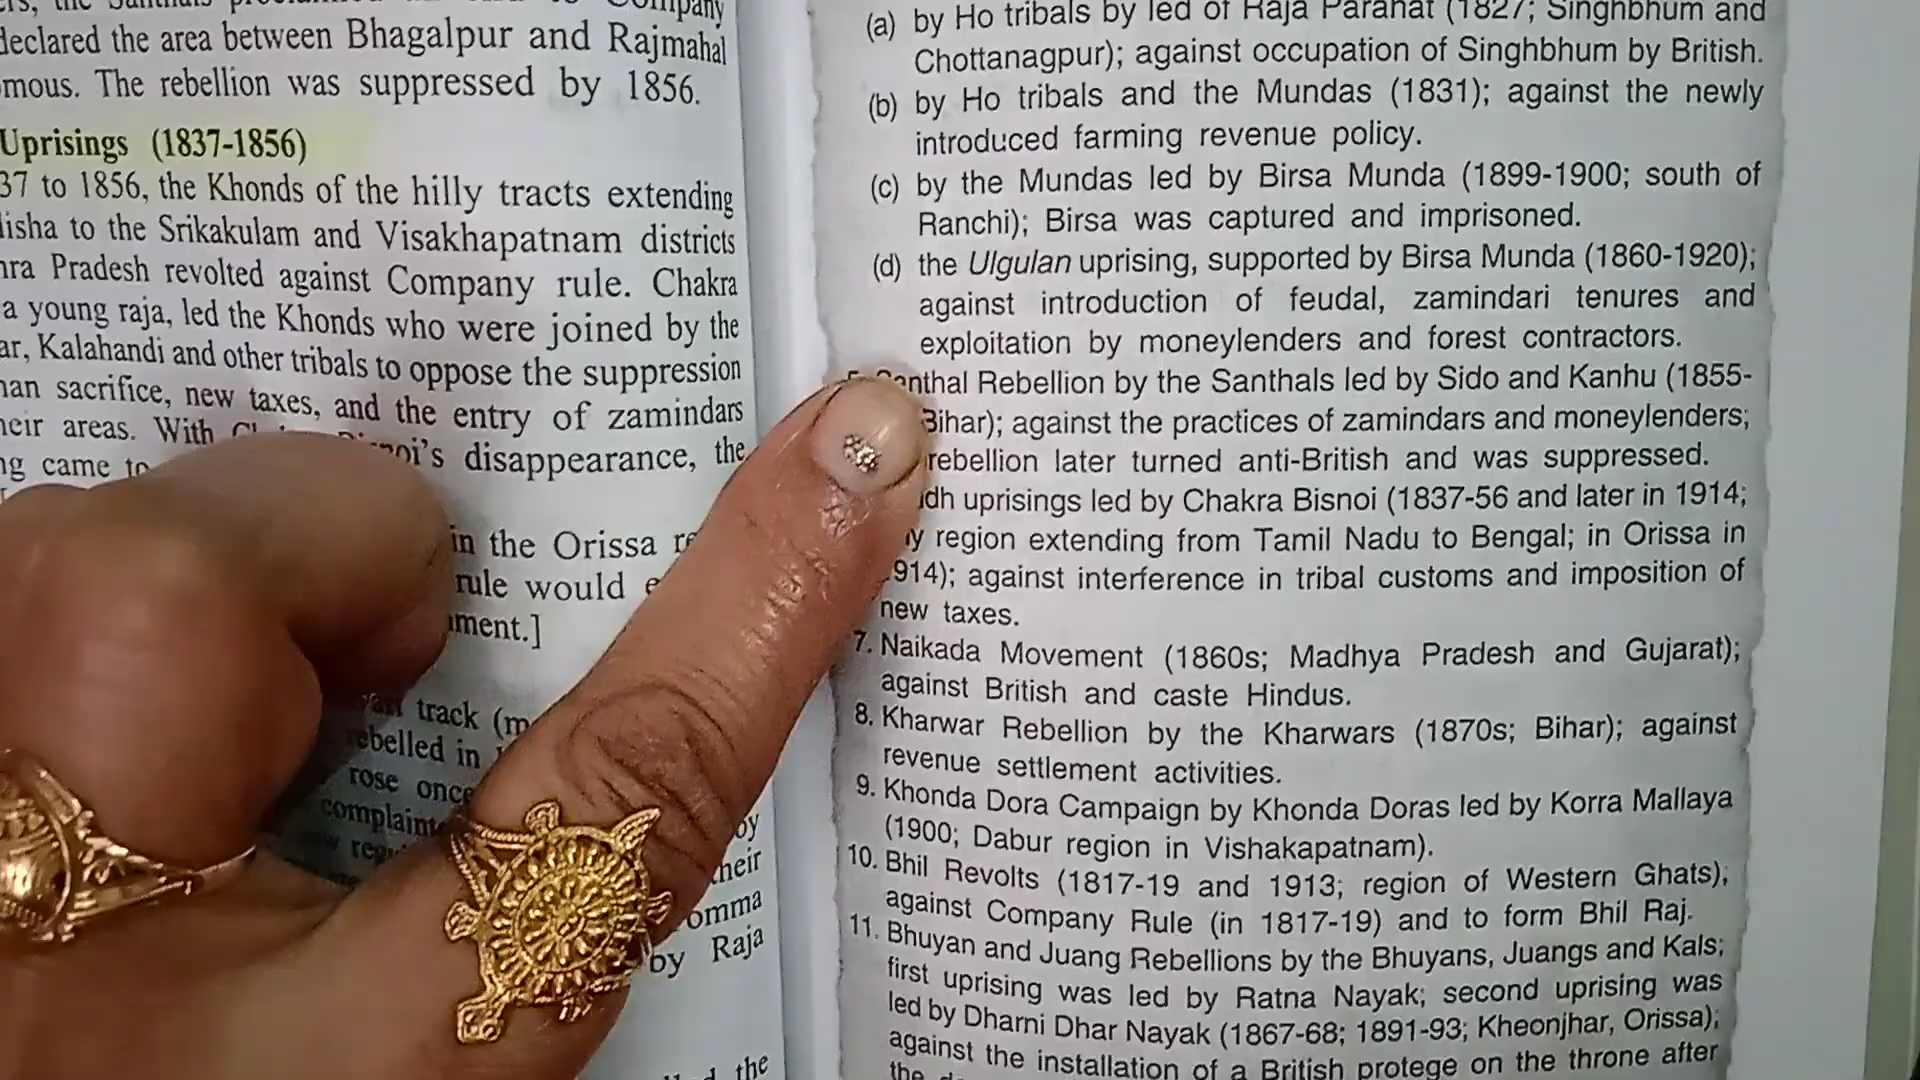 declared the area between Bhagalpur and Rajmahal
mous. The rebellion was suppressed by 1856.
Uprisings (1837-1856)
37 to 1856, the Khonds of the hilly tracts extending
lisha to the Srikakulam and Visakhapatnam districts
hra Pradesh revolted against Company rule. Chakra
a young raja, led the Khonds who were joined by the
ar, Kalahandi and other tribals to oppose the suppression
man sacrifice, new taxes, and the entry of zamindars
heir areas. With disappearance, the
ng came to
in the Orissa
rule would
ment.]
track
rebelled in
rose once
by
their
omma
by Raja
the
(a) by Ho tribals by led of Raja Parahat (1827; Singhbhum and
Chottanagpur); against occupation of Singhbhum by British.
(b) by Ho tribals and the Mundas (1831); against the newly
introduced farming revenue policy.
(c) by the Mundas led by Birsa Munda (1899-1900; south of
Ranchi); Birsa was captured and imprisoned.
(d) the Ulgulan uprising, supported by Birsa Munda (1860-1920);
against introduction of feudal, zamindari tenures and
exploitation by moneylenders and forest contractors.
Santhal Rebellion by the Santhals led by Sido and Kanhu (1855-
Bihar); against the practices of zamindars and moneylenders;
rebellion later turned anti-British and was suppressed.
dh uprisings led by Chakra Bisnoi (1837-56 and later in 1914;
y region extending from Tamil Nadu to Bengal; in Orissa in
914); against interference in tribal customs and imposition of
new taxes.
7. Naikada Movement (1860s; Madhya Pradesh and Gujarat);
against British and caste Hindus.
8. Kharwar Rebellion by the Kharwars (1870s; Bihar); against
revenue settlement activities.
9. Khonda Dora Campaign by Khonda Doras led by Korra Mallaya
(1900; Dabur region in Vishakapatnam).
10. Bhil Revolts (1817-19 and 1913; region of Western Ghats);
against Company Rule (in 1817-19) and to form Bhil Raj.
11. Bhuyan and Juang Rebellions by the Bhuyans, Juangs and Kals;
first uprising was led by Ratna Nayak; second uprising was
led by Dharni Dhar Nayak (1867-68; 1891-93; Kheonjhar, Orissa);
against the installation of a British protege on the throne after
the